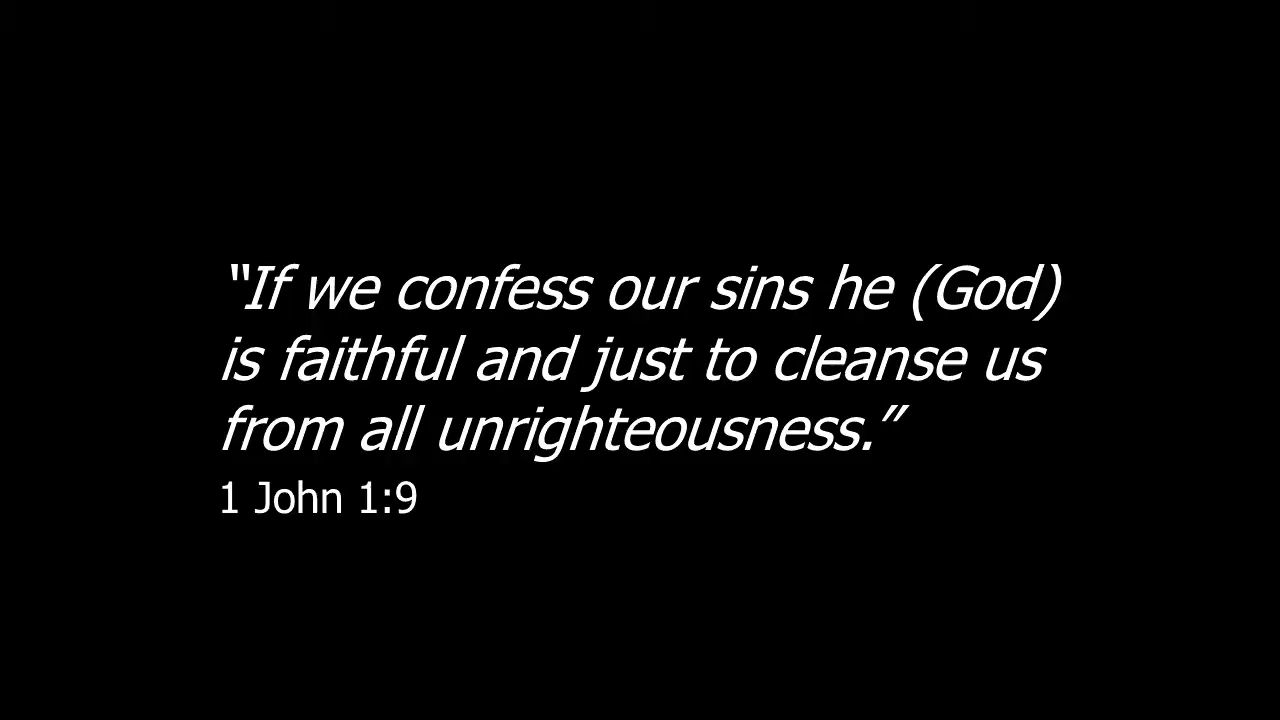 “If we confess our sins he (God)
is faithful and just to cleanse us
from all unrighteousness.”
1 John 1:9